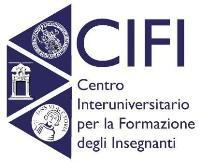 CIFI
Centro
Interuniversitario
per la Formazione
degli Insegnanti